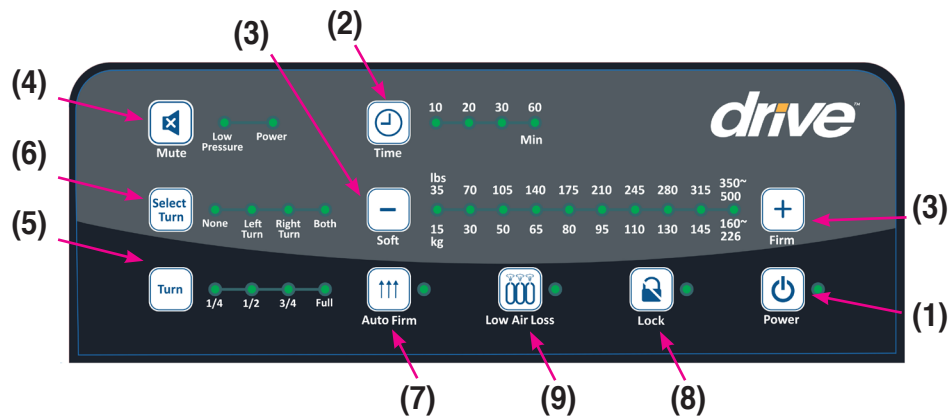 (3)
(2)
(4)
Mute
Low
Pressure
Power
Time
10 20 30 60
Min
drive™
(6)
Select
Turn
None
Left
Turn
Right
Turn
Both
−
Soft
lbs
35 70 105 140 175 210 245 280 315 350~
500
15 30 50 65 80 95 110 130 145 160~
kg 226
+
Firm
(3)
(5)
Turn
1/4 1/2 3/4 Full
Auto Firm
Low Air Loss
Lock
Power
(1)
(7)
(9)
(8)